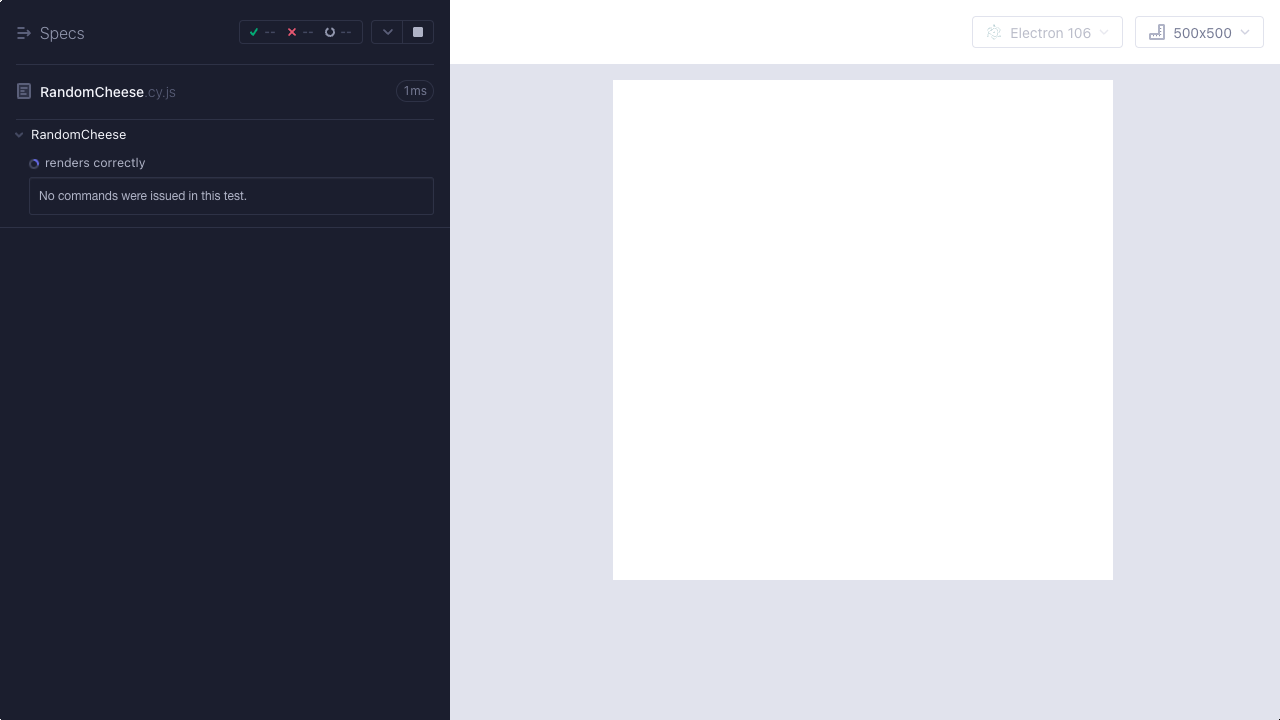 Specs
--
--
--
Electron 106
500x500
RandomCheese.cy.js
1ms
RandomCheese
renders correctly
No commands were issued in this test.